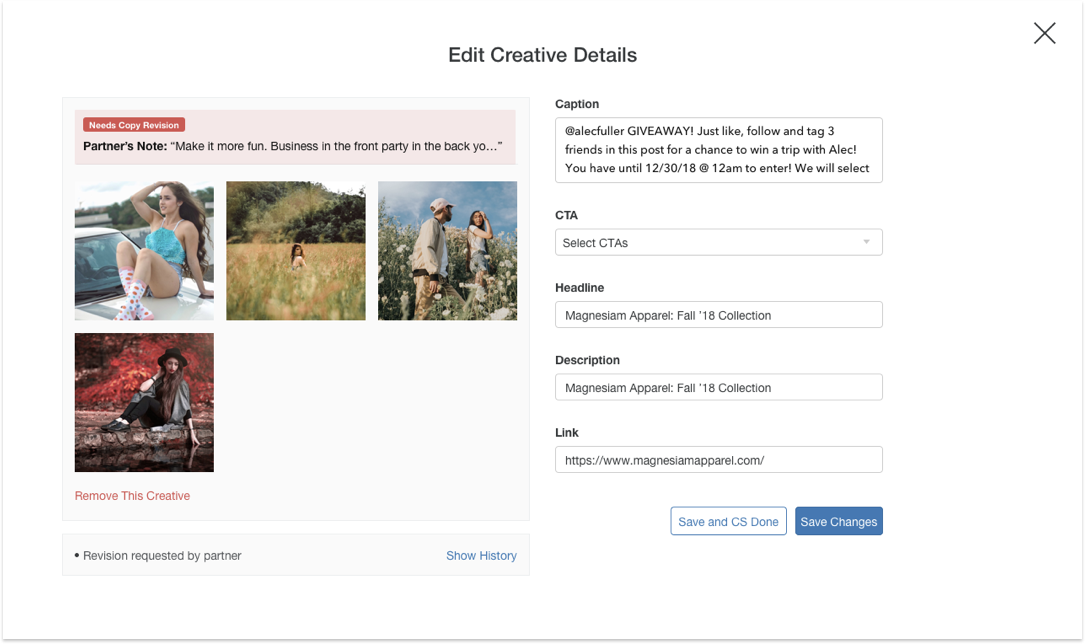 Edit Creative Details
Needs Copy Revision
Partner’s Note: “Make it more fun. Business in the front party in the back yo…”
Remove This Creative
• Revision requested by partner
Show History
Caption
@alecfuller GIVEAWAY! Just like, follow and tag 3
friends in this post for a chance to win a trip with Alec!
You have until 12/30/18 @ 12am to enter! We will select
CTA
Select CTAs
Headline
Magnesiam Apparel: Fall ’18 Collection
Description
Magnesiam Apparel: Fall ’18 Collection
Link
https://www.magnesiamapparel.com/
Save and CS Done
Save Changes